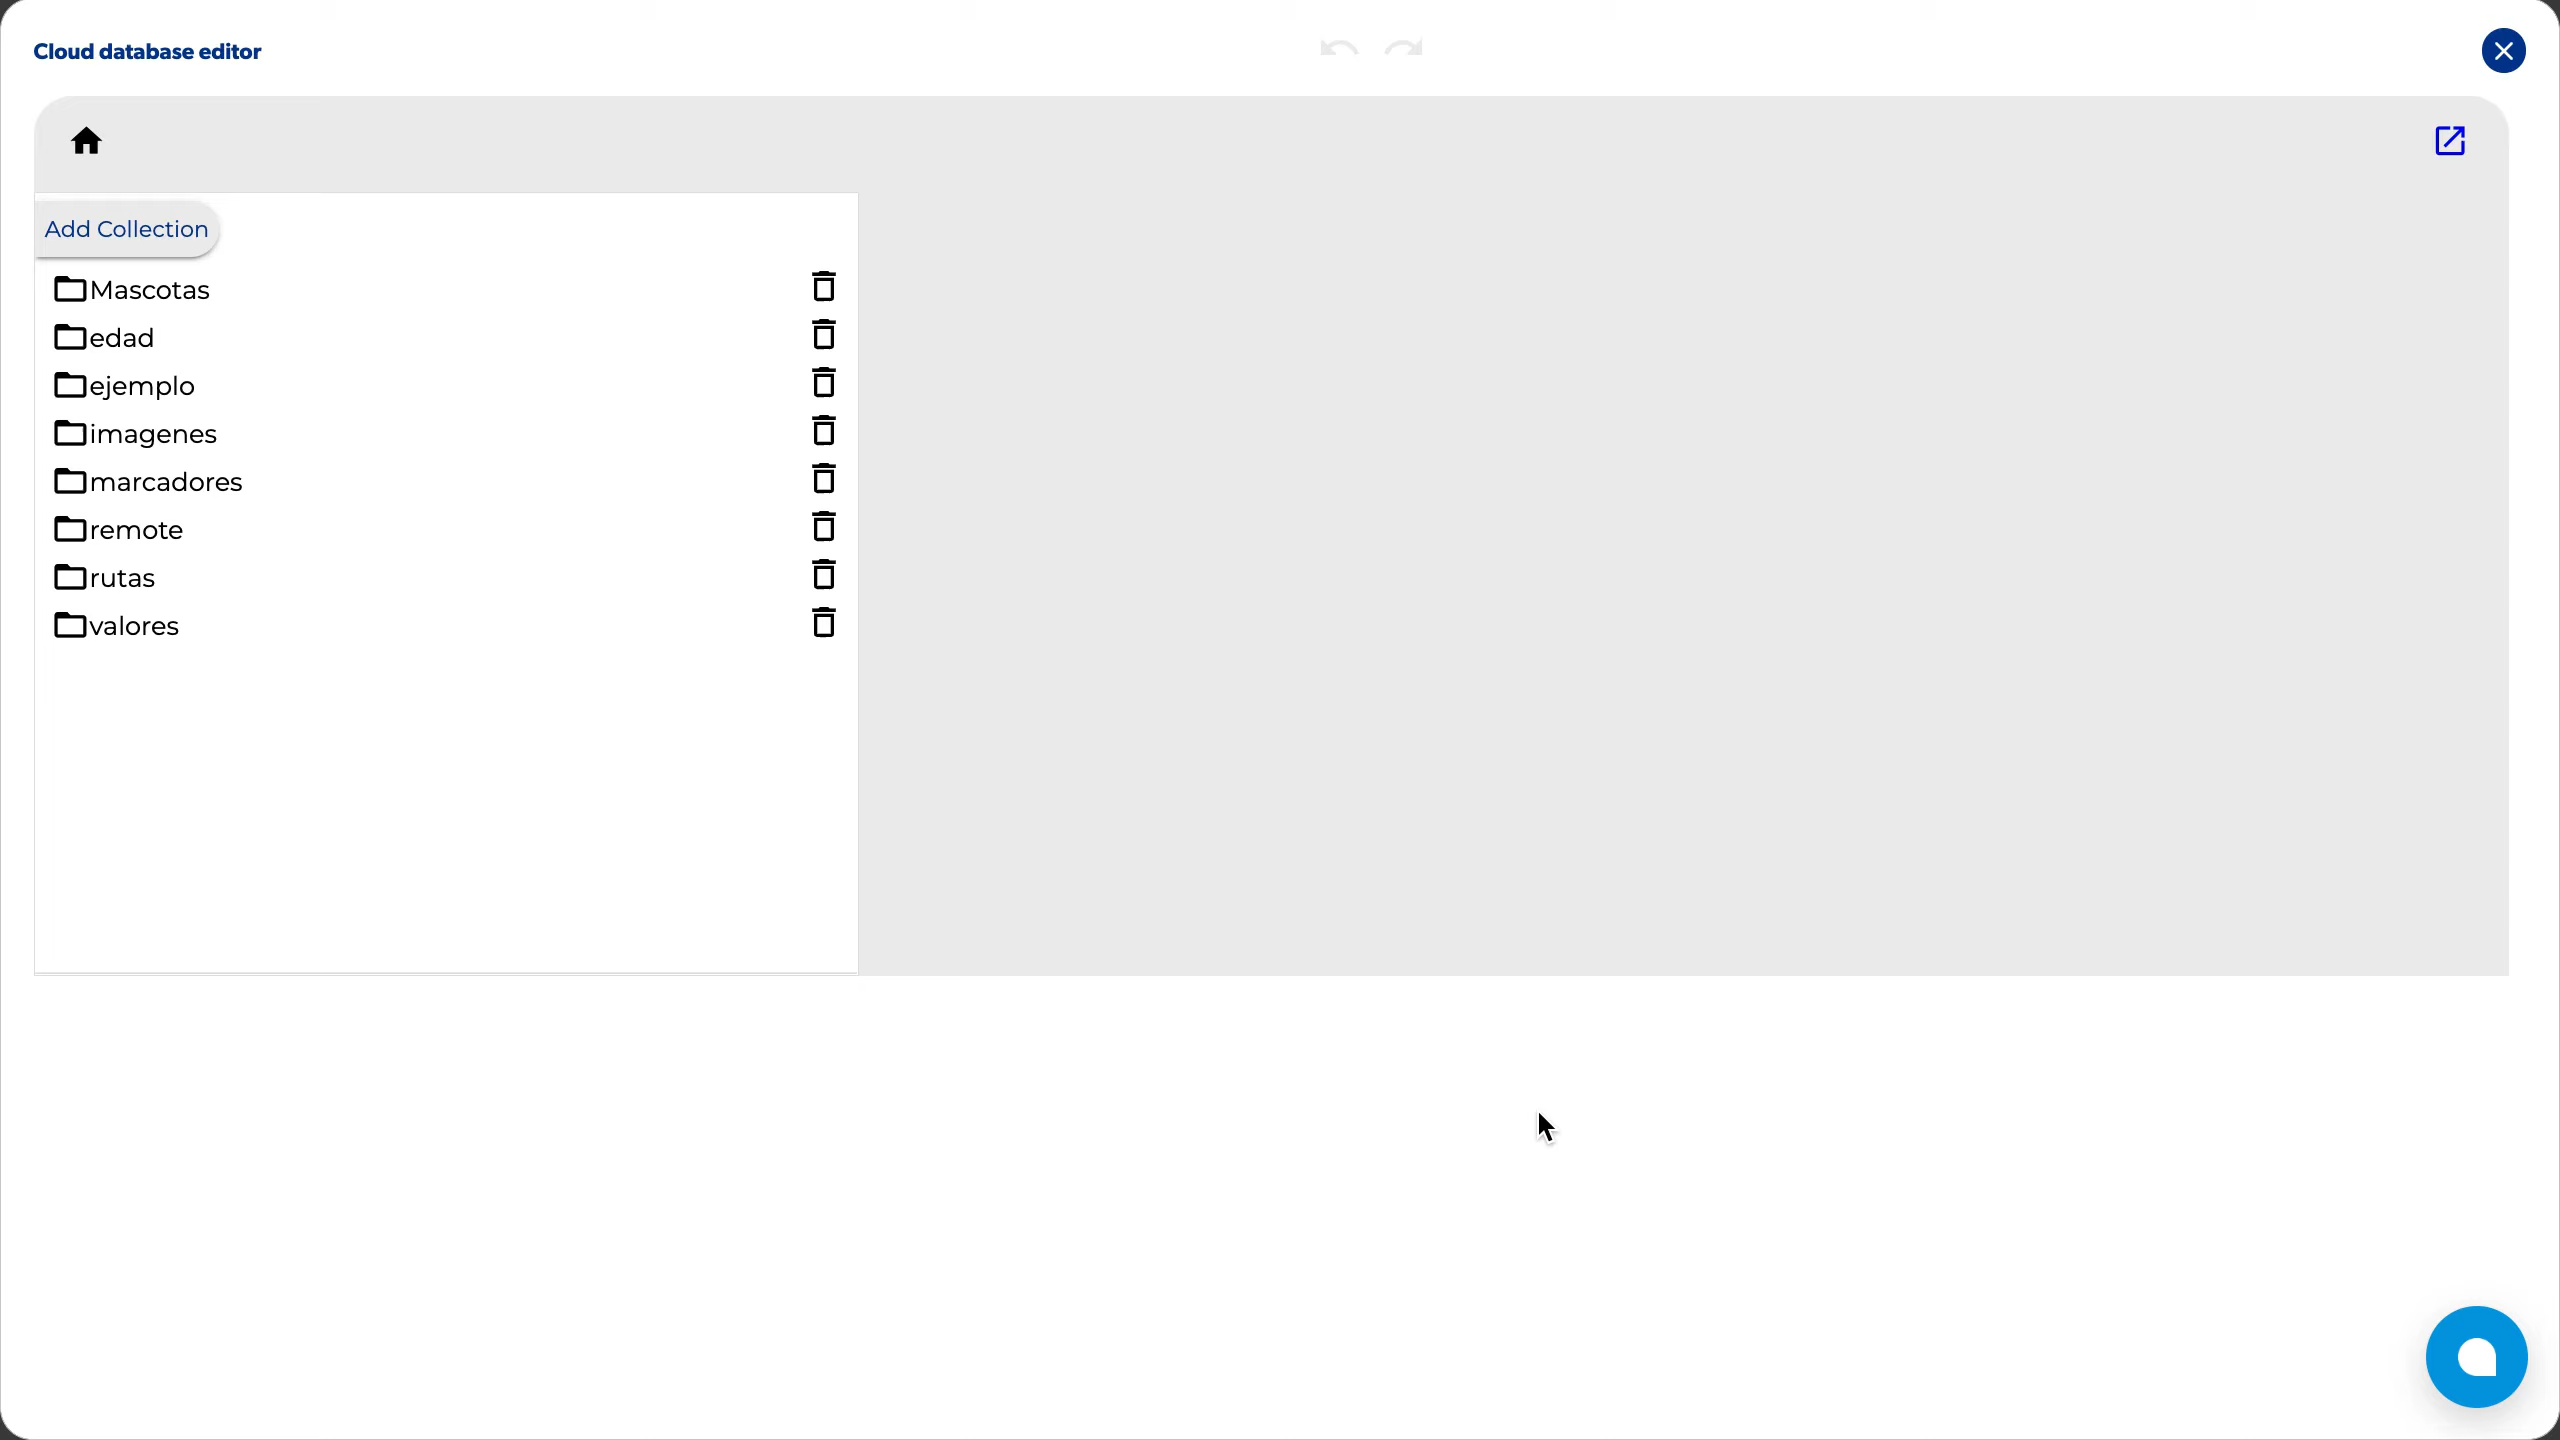 Cloud database editor
Add Collection
Mascotas
edad
ejemplo
imagenes
marcadores
remote
rutas
valores